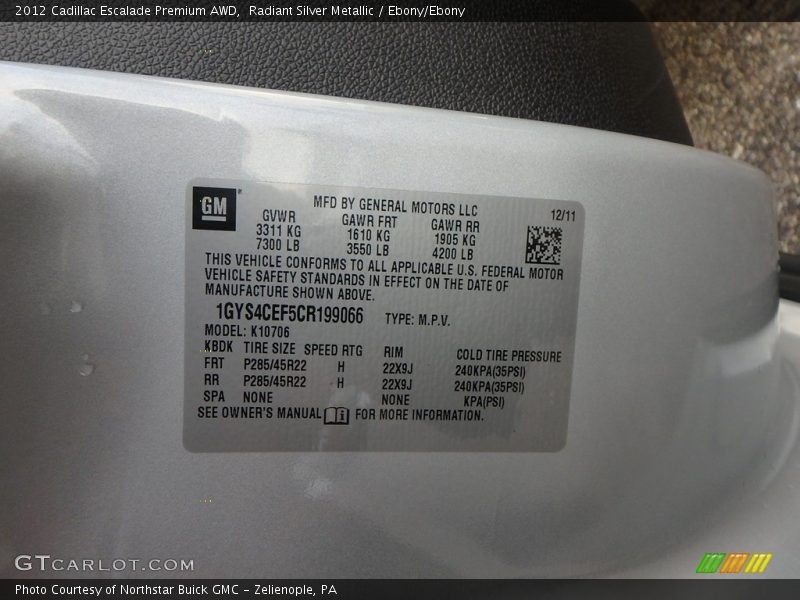 2012 Cadillac Escalade Premium AWD,  Radiant Silver Metallic / Ebony/Ebony
GM
MFD BY GENERAL MOTORS LLC 12/11
GVWR GAWR FRT GAWR RR
3311 KG 1610 KG 1905 KG
7300 LB 3550 LB 4200 LB
THIS VEHICLE CONFORMS TO ALL APPLICABLE U.S. FEDERAL MOTOR
VEHICLE SAFETY STANDARDS IN EFFECT ON THE DATE OF
MANUFACTURE SHOWN ABOVE.
1GYS4CEF5CR199066 TYPE: M.P.V.
MODEL: K10706
KBDK TIRE SIZE SPEED RTG RIM COLD TIRE PRESSURE
FRT P285/45R22 H 22X9J 240KPA(35PSI)
RR P285/45R22 H 22X9J 240KPA(35PSI)
SPA NONE NONE KPA(PSI)
SEE OWNER'S MANUAL i FOR MORE INFORMATION.
GTCARLOT.COM
Photo Courtesy of Northstar Buick GMC - Zelienople, PA